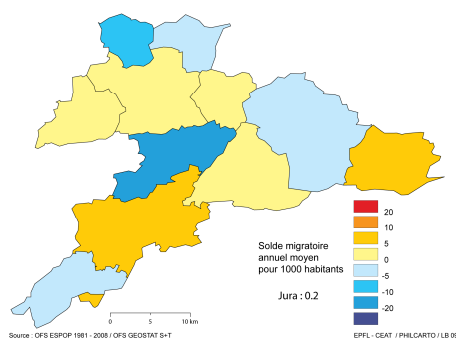 Solde migratoire
annuel moyen
pour 1000 habitants
Jura : 0.2
20
10
5
0
-5
-10
-20
0 5 10 km
Source : OFS ESPOP 1981 - 2008 / OFS GEOSTAT S+T
EPFL - CEAT / PHILCARTO / LB 09